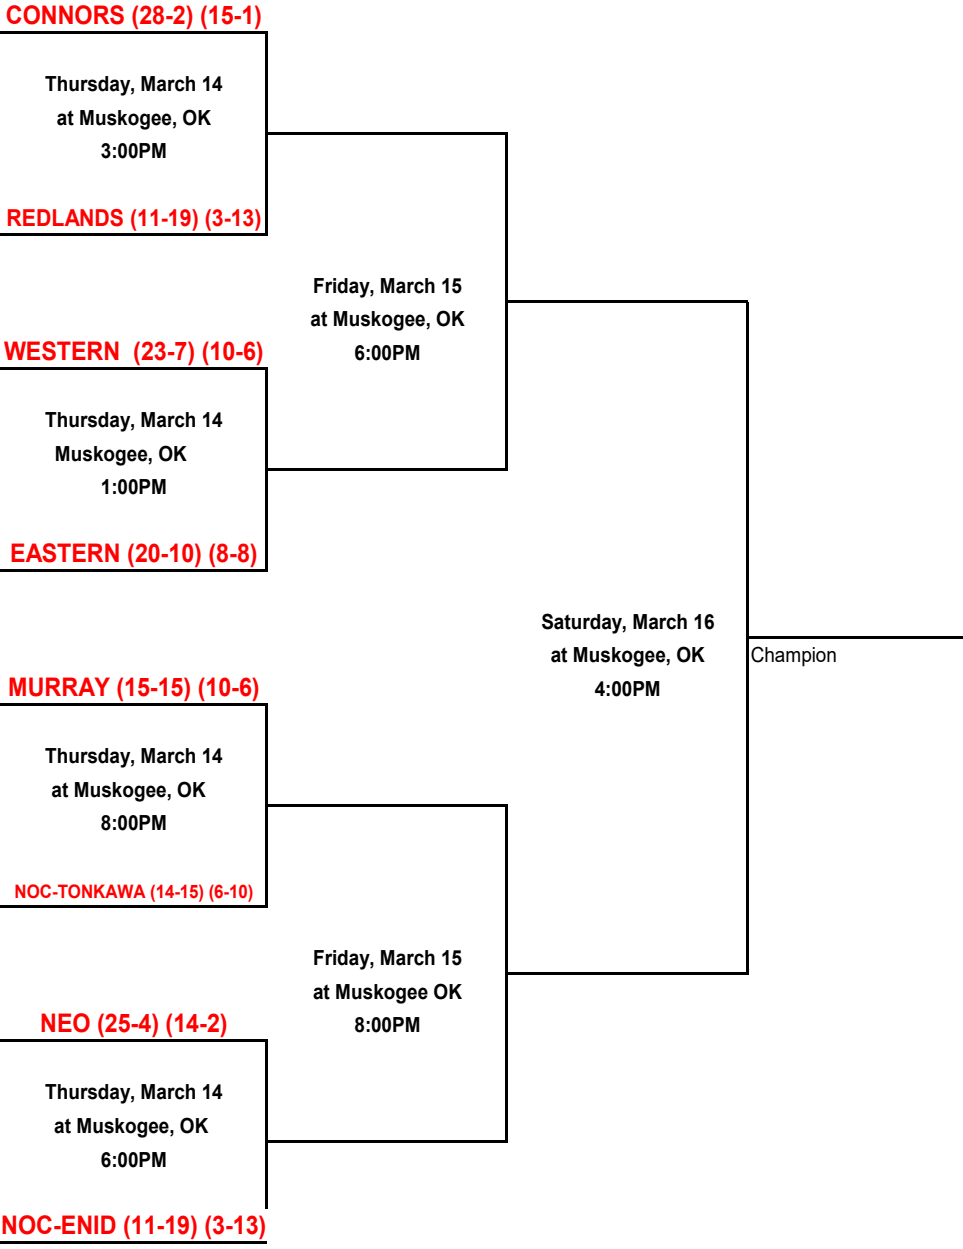 CONNORS (28-2) (15-1)
Thursday, March 14
at Muskogee, OK
3:00PM
REDLANDS (11-19) (3-13)
Friday, March 15
at Muskogee, OK
6:00PM
WESTERN  (23-7) (10-6)
Thursday, March 14
Muskogee, OK
1:00PM
EASTERN (20-10) (8-8)
Saturday, March 16
at Muskogee, OK
4:00PM
Champion
MURRAY (15-15) (10-6)
Thursday, March 14
at Muskogee, OK
8:00PM
NOC-TONKAWA (14-15) (6-10)
Friday, March 15
at Muskogee OK
8:00PM
NEO (25-4) (14-2)
Thursday, March 14
at Muskogee, OK
6:00PM
NOC-ENID (11-19) (3-13)